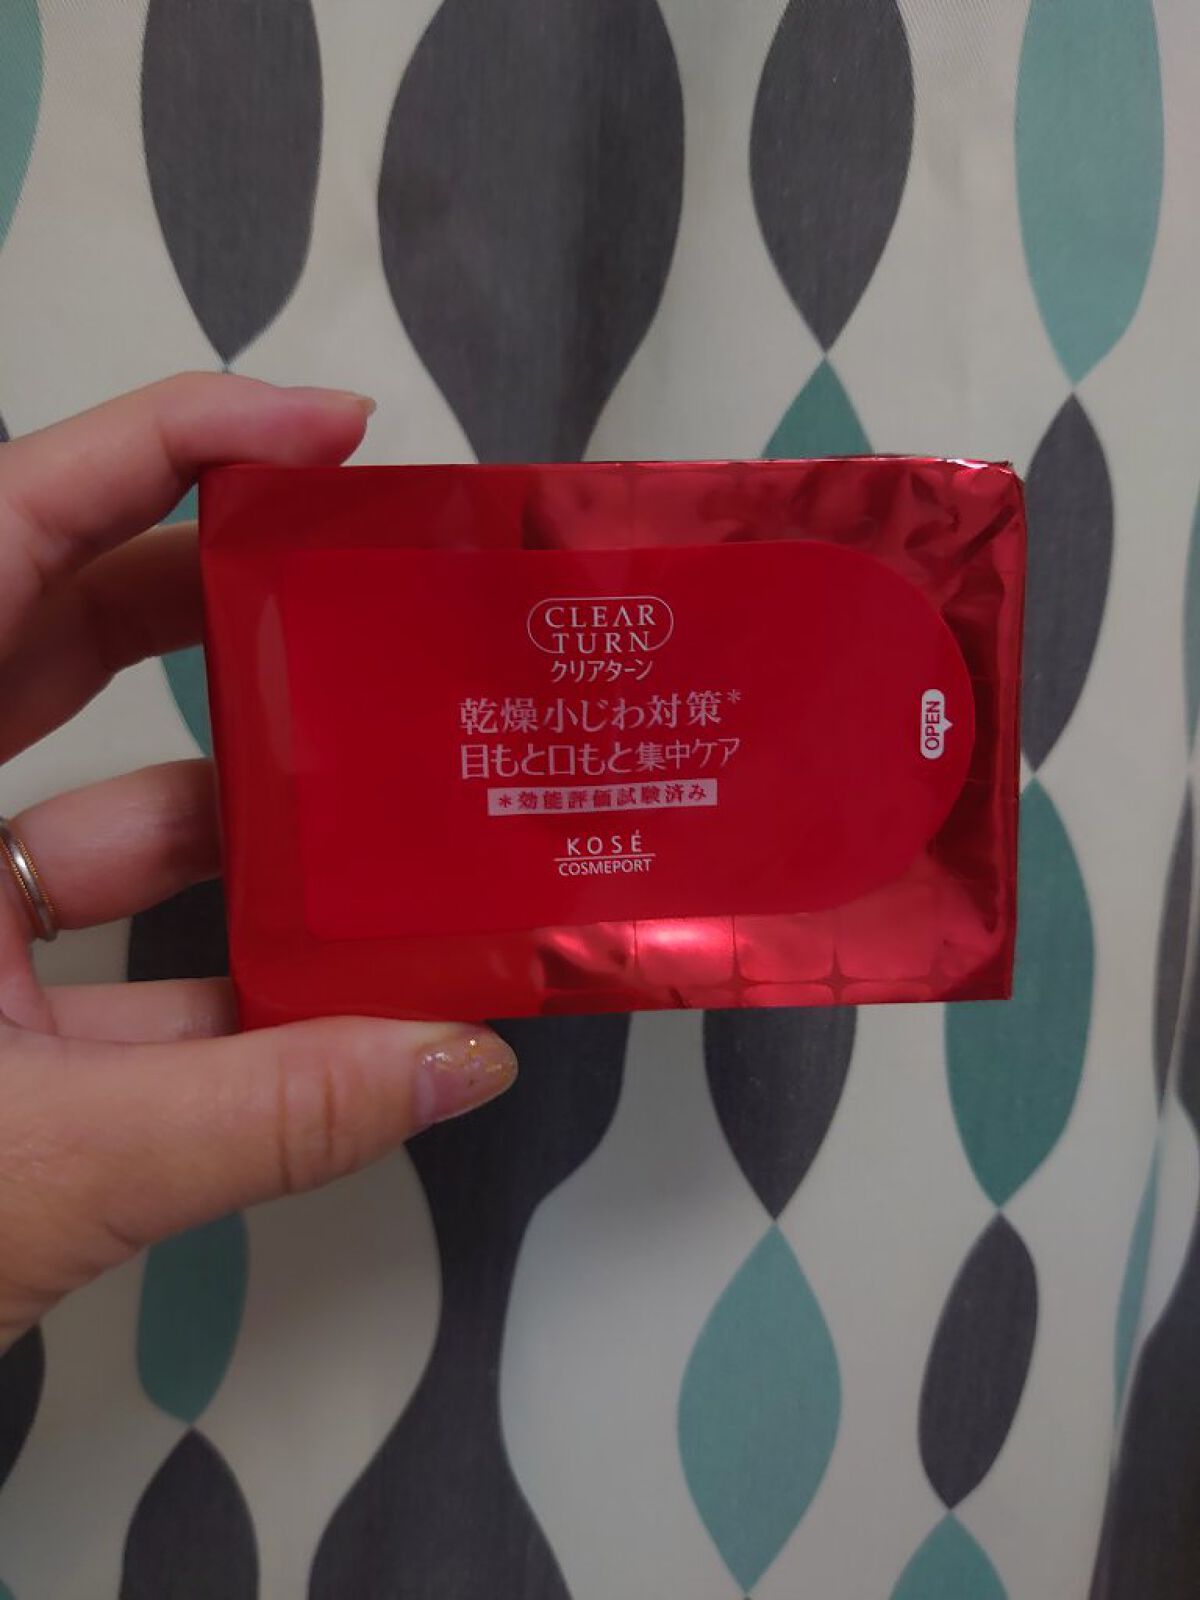 CLEAR
TURN
クリアターン
乾燥小じわ対策*
目もと口もと集中ケア
*効能評価試験済み
KOSÉ
COSMEPORT
OPEN